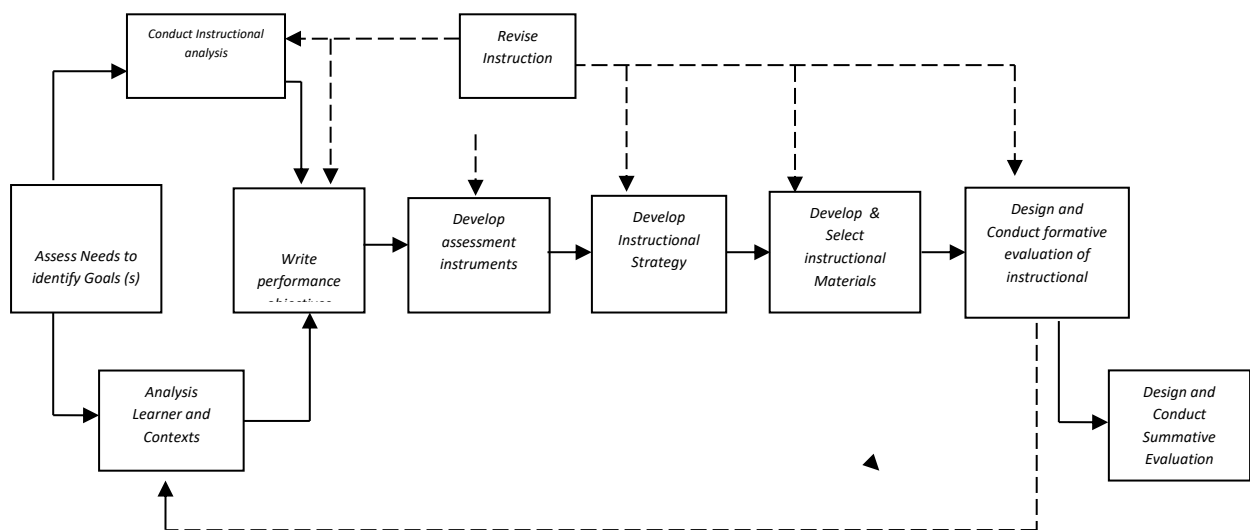 Conduct Instructional
analysis
Revise
Instruction
Assess Needs to
identify Goals (s)
Write
performance
objectives
Develop
assessment
instruments
Develop
Instructional
Strategy
Develop & 
Select
instructional
Materials
Design and
Conduct formative
evaluation of
instructional
Analysis
Learner and
Contexts
Design and
Conduct
Summative
Evaluation